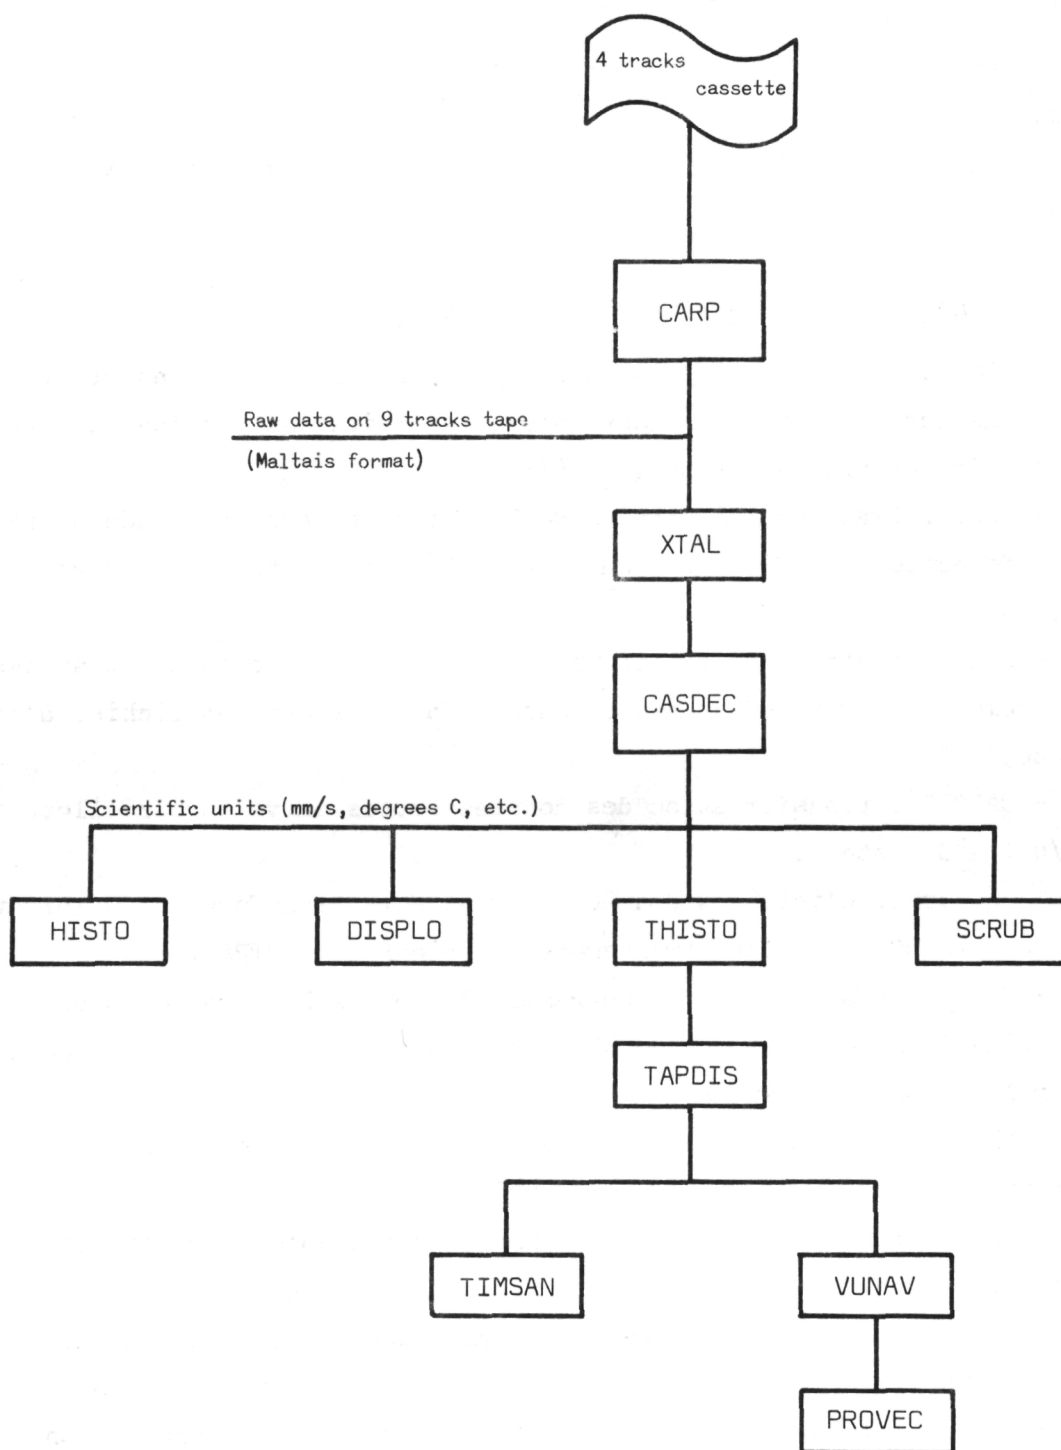 4 tracks
cassette
CARP
Raw data on 9 tracks tape
(Maltais format)
XTAL
CASDEC
Scientific units (mm/s, degrees C, etc.)
HISTO
DISPLO
THISTO
SCRUB
TAPDIS
TIMSAN
VUNAV
PROVEC